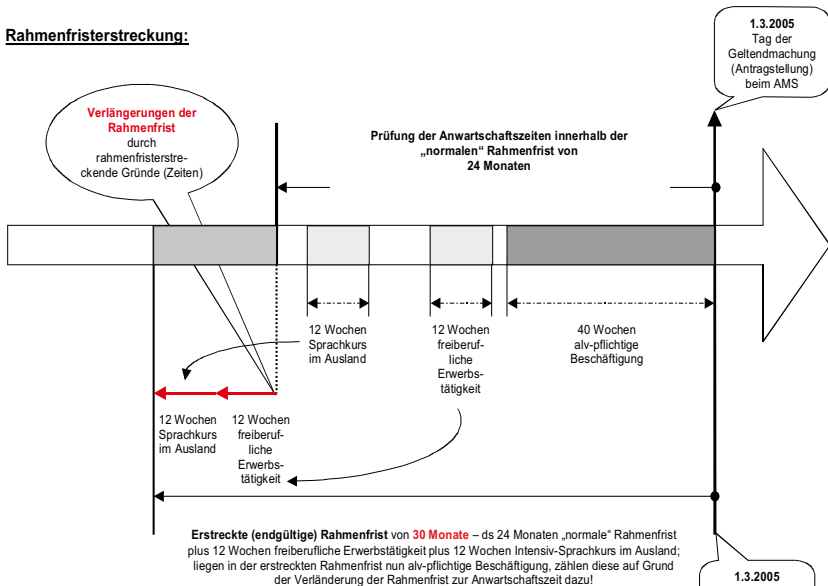 Rahmenfristerstreckung:
1.3.2005
Tag der
Geltendmachung
(Antragstellung)
beim AMS
Verlängerungen der
Rahmenfrist
durch
rahmenfristerstre-
ckende Gründe (Zeiten)
Prüfung der Anwartschaftszeiten innerhalb der
„normalen“ Rahmenfrist von
24 Monaten
12 Wochen
Sprachkurs
im Ausland
12 Wochen
freiberuf-
liche
Erwerbs-
tätigkeit
40 Wochen
alv-pflichtige
Beschäftigung
12 Wochen
Sprachkurs
im Ausland
12 Wochen
freiberuf-
liche
Erwerbs-
tätigkeit
Erstreckte (endgültige) Rahmenfrist von 30 Monate – ds 24 Monaten „normale“ Rahmenfrist
plus 12 Wochen freiberufliche Erwerbstätigkeit plus 12 Wochen Intensiv-Sprachkurs im Ausland;
liegen in der erstreckten Rahmenfrist nun alv-pflichtige Beschäftigung, zählen diese auf Grund
der Veränderung der Rahmenfrist zur Anwartschaftszeit dazu!
1.3.2005